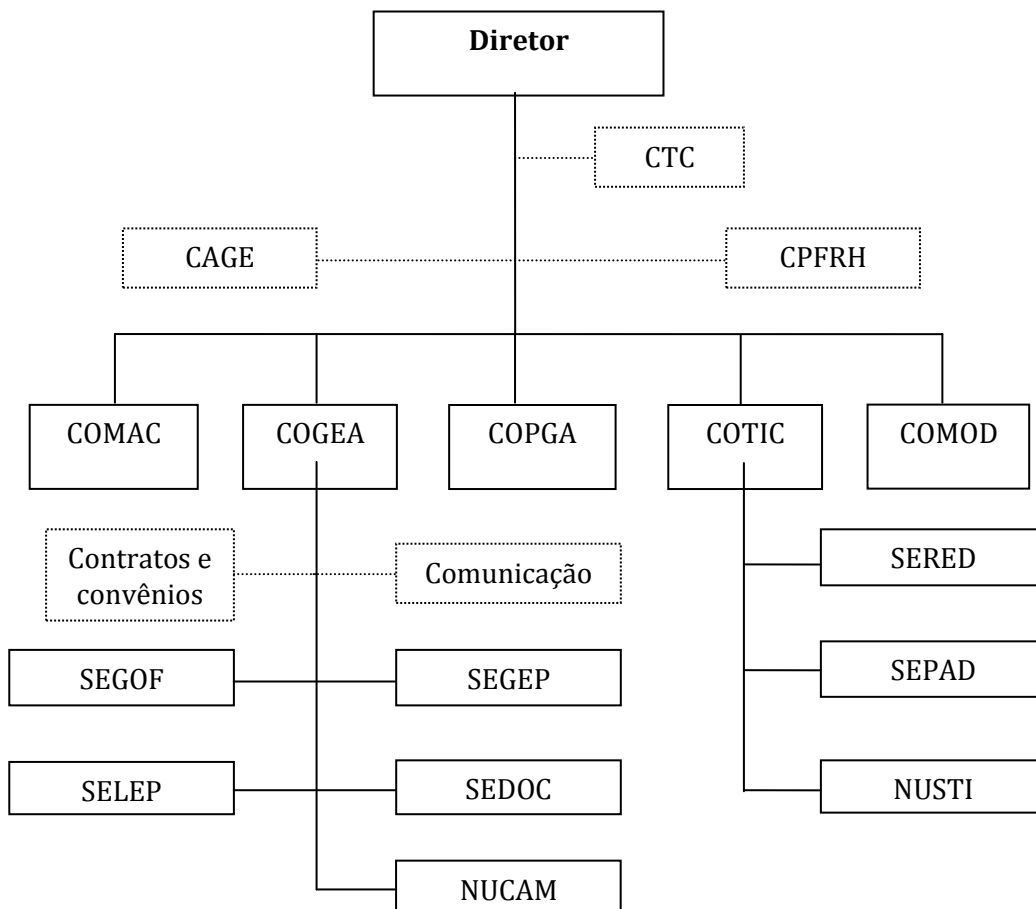 Diretor
CTC
CAGE
CPFRH
COMAC
COGEA
COPGA
COTIC
COMOD
Contratos e
convênios
Comunicação
SERED
SEGOF
SEGEP
SEPAD
SELEP
SEDOC
NUSTI
NUCAM